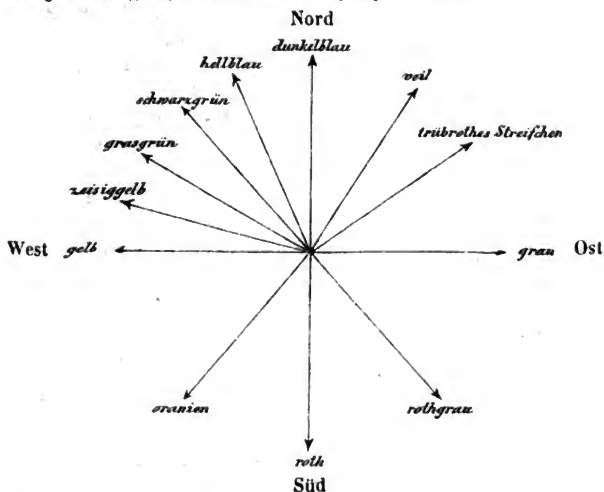 Nord
dunkelblau
hellblau
veil
schwarzgrün
trübrothes Streifchen
grasgrün
zeisiggelb
West gelb grau Ost
oranien rothgrau
roth
Süd